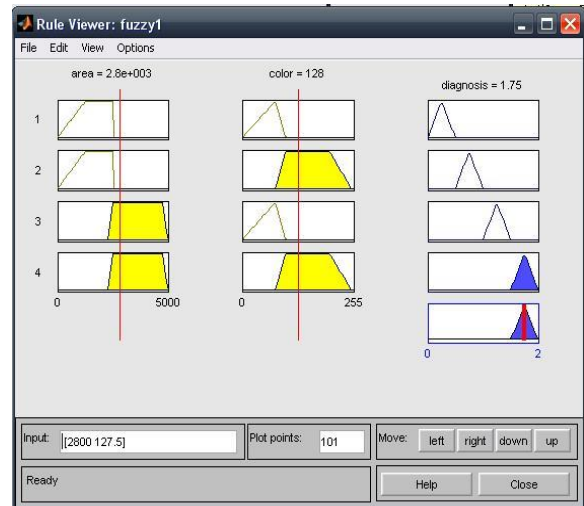 Rule Viewer: fuzzy1
File Edit View Options
area = 2.8e+003
color = 128
diagnosis = 1.75
1
2
3
4
0 5000
0 255
0 2
Input: [2800 127.5]
Plot points: 101
Move: left right down up
Ready
Help Close